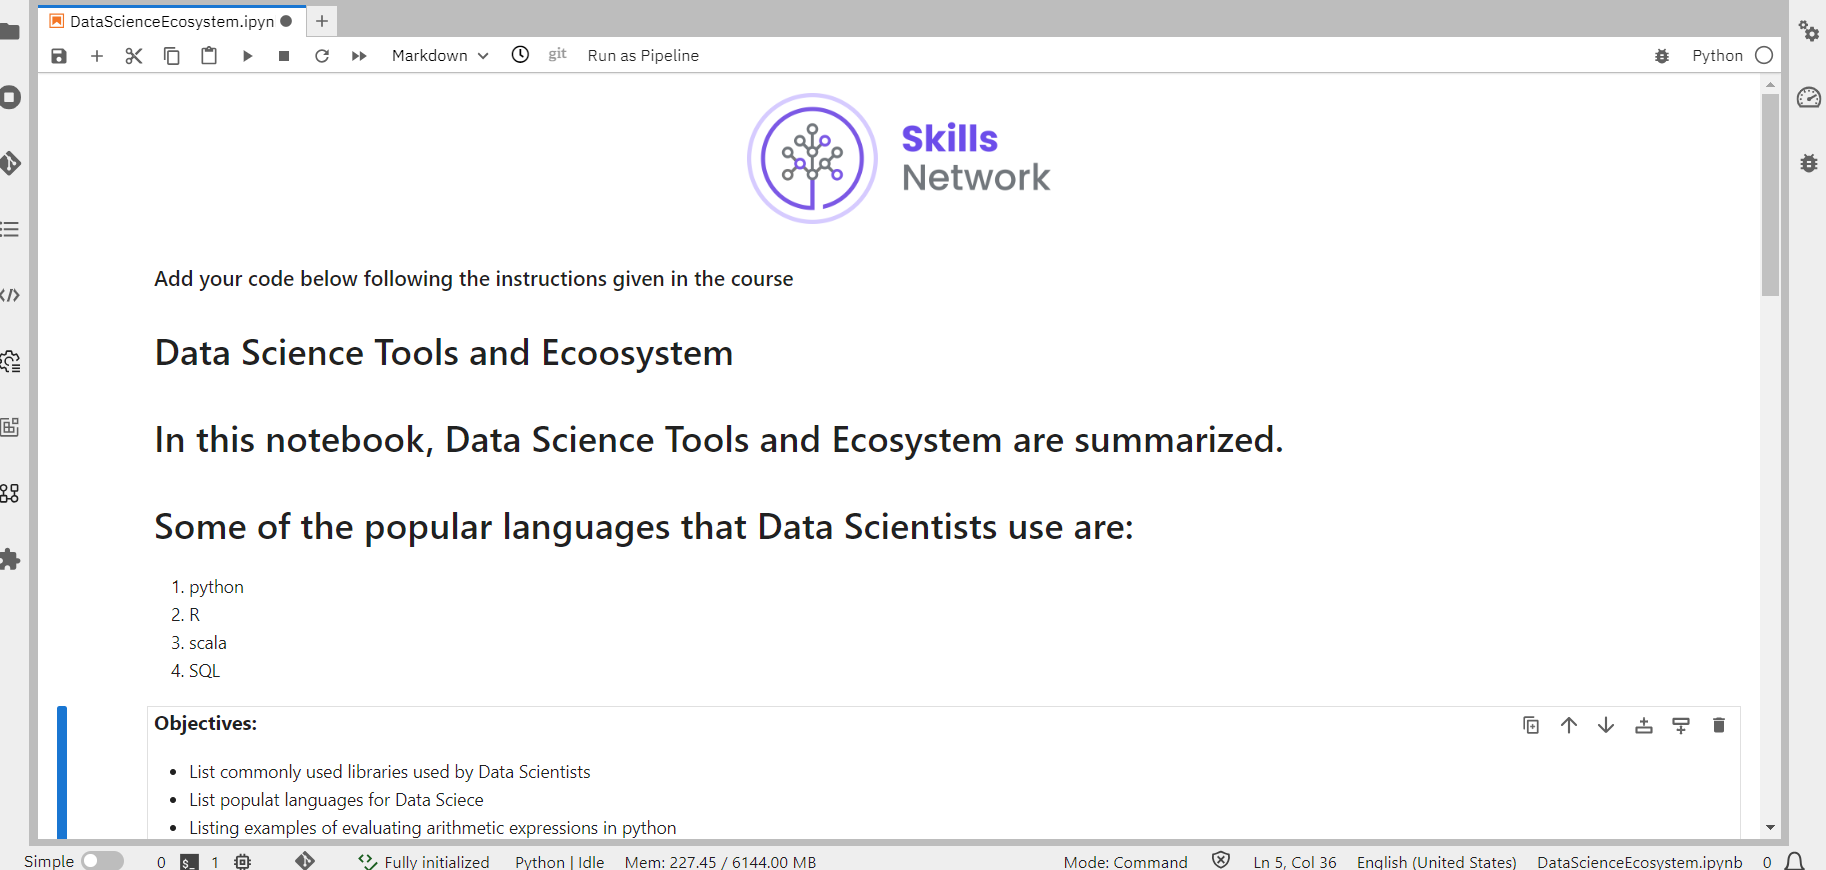 DataScienceEcosystem.ipyn
Markdown
git
Run as Pipeline
Python
Skills
Network
Add your code below following the instructions given in the course
Data Science Tools and Ecoosystem
In this notebook, Data Science Tools and Ecosystem are summarized.
Some of the popular languages that Data Scientists use are:
1. python
2. R
3. scala
4. SQL
Objectives:
• List commonly used libraries used by Data Scientists
• List populat languages for Data Sciece
• Listing examples of evaluating arithmetic expressions in python
Simple 0 $_ 1 Fully initialized Python | Idle Mem: 227.45 / 6144.00 MB Mode: Command Ln 5, Col 36 English (United States) DataScienceEcosystem.ipynb 0